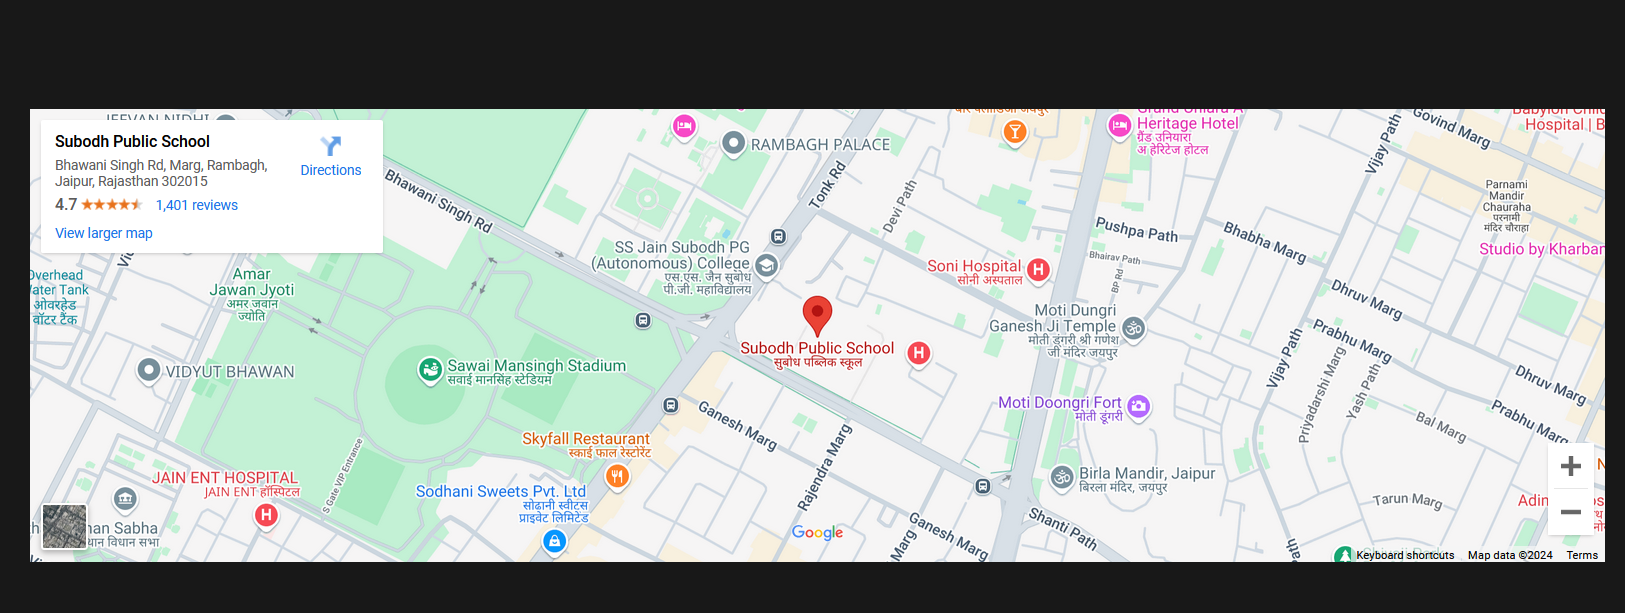 Subodh Public School
Bhawani Singh Rd, Marg, Rambagh,
Jaipur, Rajasthan 302015
4.7
1,401 reviews
View larger map
Directions
JEEVAN NIDHI
RAMBAGH PALACE
Heritage Hotel
ग्रैंड उनियारा
अ हेरिटेज होटल
Govind Marg
Hospital | B
Vijay Path
Parnami
Mandir
Chauraha
परनामी
मंदिर चौराहा
Studio by Kharban
Bhawani Singh Rd
Tonk Rd
Devi Path
Pushpa Path
Bhabha Marg
Bhairav Path
BP Rd
SS Jain Subodh PG
(Autonomous) College
एस.एस. जैन सुबोध
पी.जी. महाविद्यालय
Soni Hospital
सोनी अस्पताल
Overhead
Water Tank
ओवरहेड
वॉटर टैंक
Amar
Jawan Jyoti
अमर जवान
ज्योति
Moti Dungri
Ganesh Ji Temple
मोती डूंगरी श्री गणेश
जी मंदिर जयपुर
Dhruv Marg
Prabhu Marg
Vijay Path
Subodh Public School
सुबोध पब्लिक स्कूल
Sawai Mansingh Stadium
सवाई मानसिंह स्टेडियम
VIDYUT BHAWAN
Priyadarshi Marg
Yash Path
Dhruv Marg
Prabhu Marg
Bal Marg
Moti Doongri Fort
मोती डूंगरी
Ganesh Marg
Rajendra Marg
Skyfall Restaurant
स्काई फाल रेस्टोरेंट
S Gate VIP Entrance
JAIN ENT HOSPITAL
JAIN ENT हॉस्पिटल
Sodhani Sweets Pvt. Ltd
सोढानी स्वीट्स
प्राइवेट लिमिटेड
Birla Mandir, Jaipur
बिरला मंदिर, जयपुर
Tarun Marg
han Sabha
थान विधान सभा
Google
Ganesh Marg
Shanti Path
Marg
Path
Keyboard shortcuts
Map data ©2024
Terms